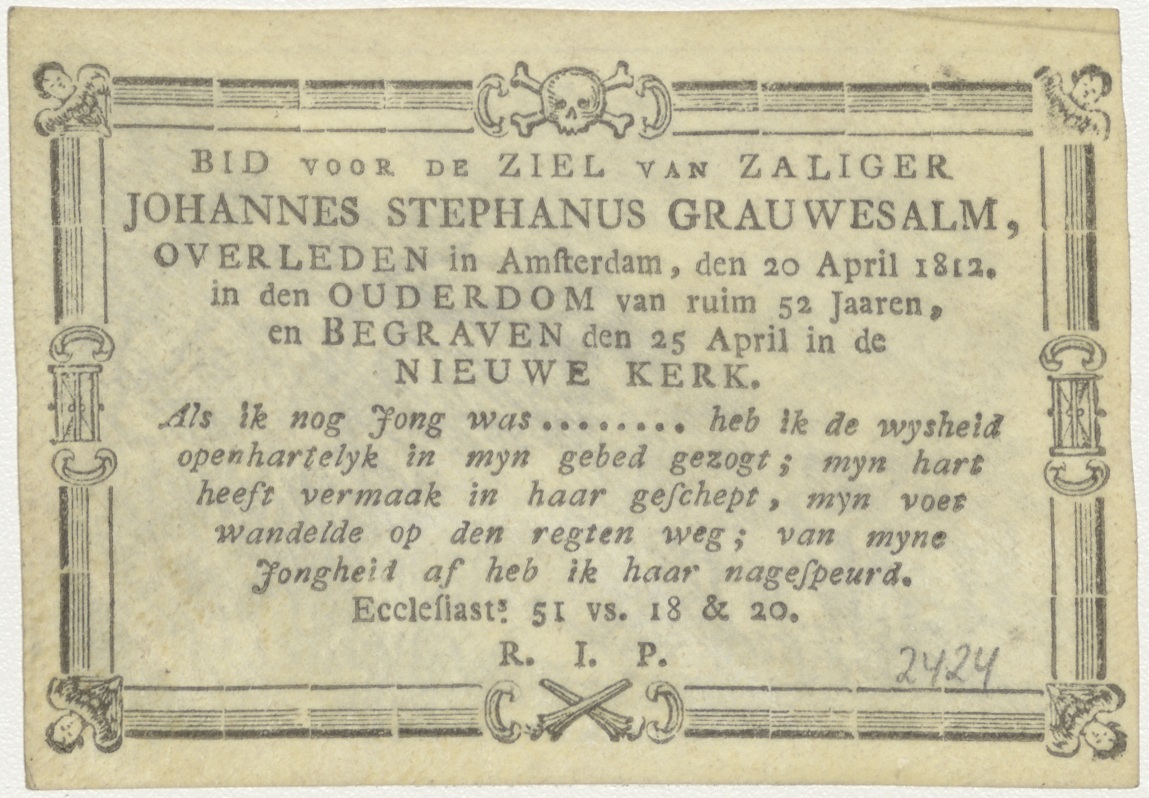 BID VOOR DE ZIEL VAN ZALIGER
JOHANNES STEPHANUS GRAUWESALM,
OVERLEDEN in Amſterdam, den 20 April 1812.
in den OUDERDOM van ruim 52 Jaaren,
en BEGRAVEN den 25 April in de
NIEUWE KERK.
Als ik nog Jong was ........ heb ik de wysheid
openhartelyk in myn gebed gezogt; myn hart
heeft vermaak in haar geſchept, myn voet
wandelde op den regten weg; van myne
Jongheid af heb ik haar nageſpeurd.
Eccleſiast.s 51 vs. 18 & 20.
R. I. P.
2424